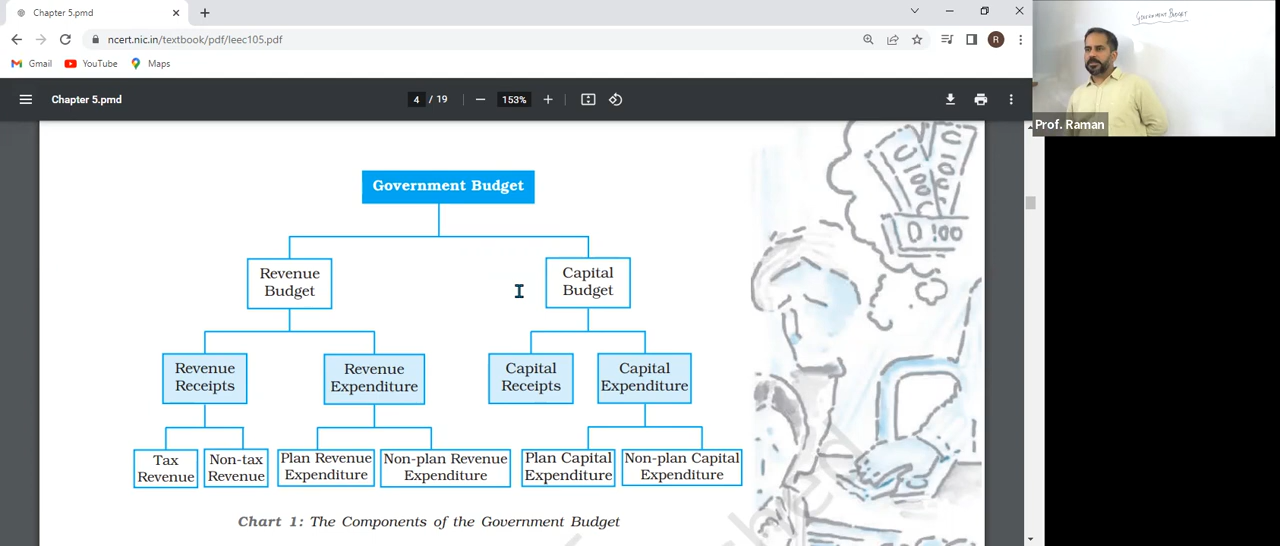 Chapter 5.pmd
ncert.nic.in/textbook/pdf/leec105.pdf
R
Gmail
YouTube
Maps
Chapter 5.pmd
4 / 19
153%
Government Budget
Prof. Raman
Government Budget
Revenue
Budget
Capital
Budget
Revenue
Receipts
Revenue
Expenditure
Capital
Receipts
Capital
Expenditure
Tax
Revenue
Non-tax
Revenue
Plan Revenue
Expenditure
Non-plan Revenue
Expenditure
Plan Capital
Expenditure
Non-plan Capital
Expenditure
Chart 1: The Components of the Government Budget